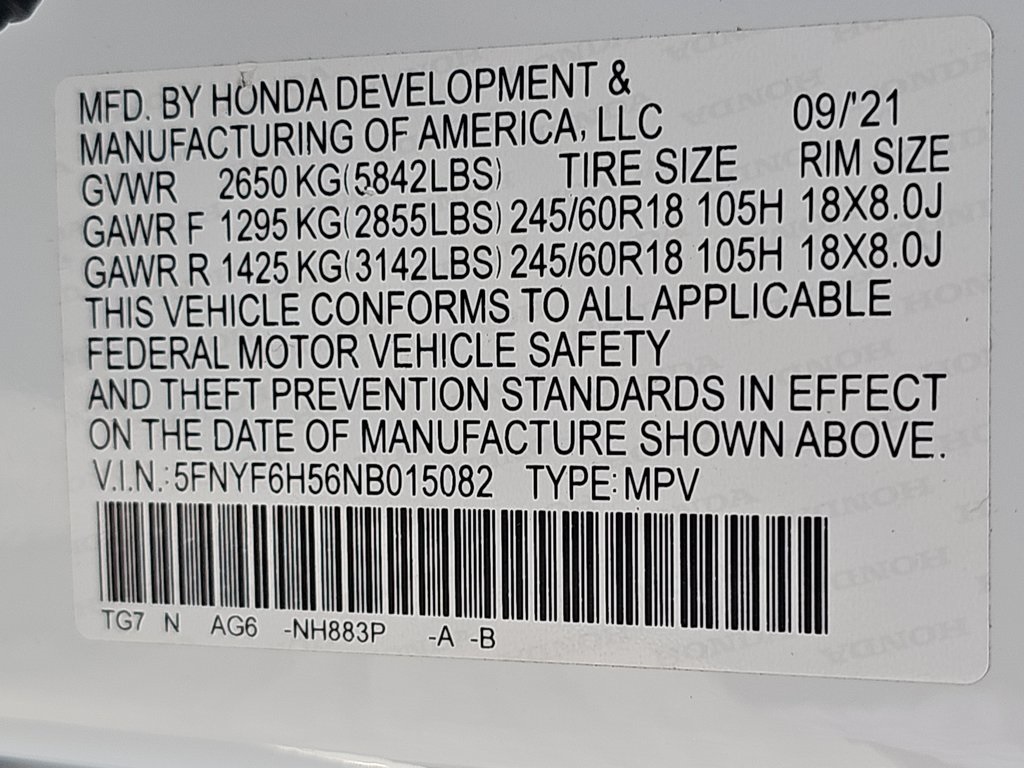 MFD. BY HONDA DEVELOPMENT &
MANUFACTURING OF AMERICA, LLC 09/'21
GVWR 2650 KG(5842LBS) TIRE SIZE RIM SIZE
GAWR F 1295 KG(2855LBS) 245/60R18 105H 18X8.0J
GAWR R 1425 KG(3142LBS) 245/60R18 105H 18X8.0J
THIS VEHICLE CONFORMS TO ALL APPLICABLE
FEDERAL MOTOR VEHICLE SAFETY
AND THEFT PREVENTION STANDARDS IN EFFECT
ON THE DATE OF MANUFACTURE SHOWN ABOVE.
V.I.N.: 5FNYF6H56NB015082 TYPE: MPV
TG7 N AG6 -NH883P -A -B